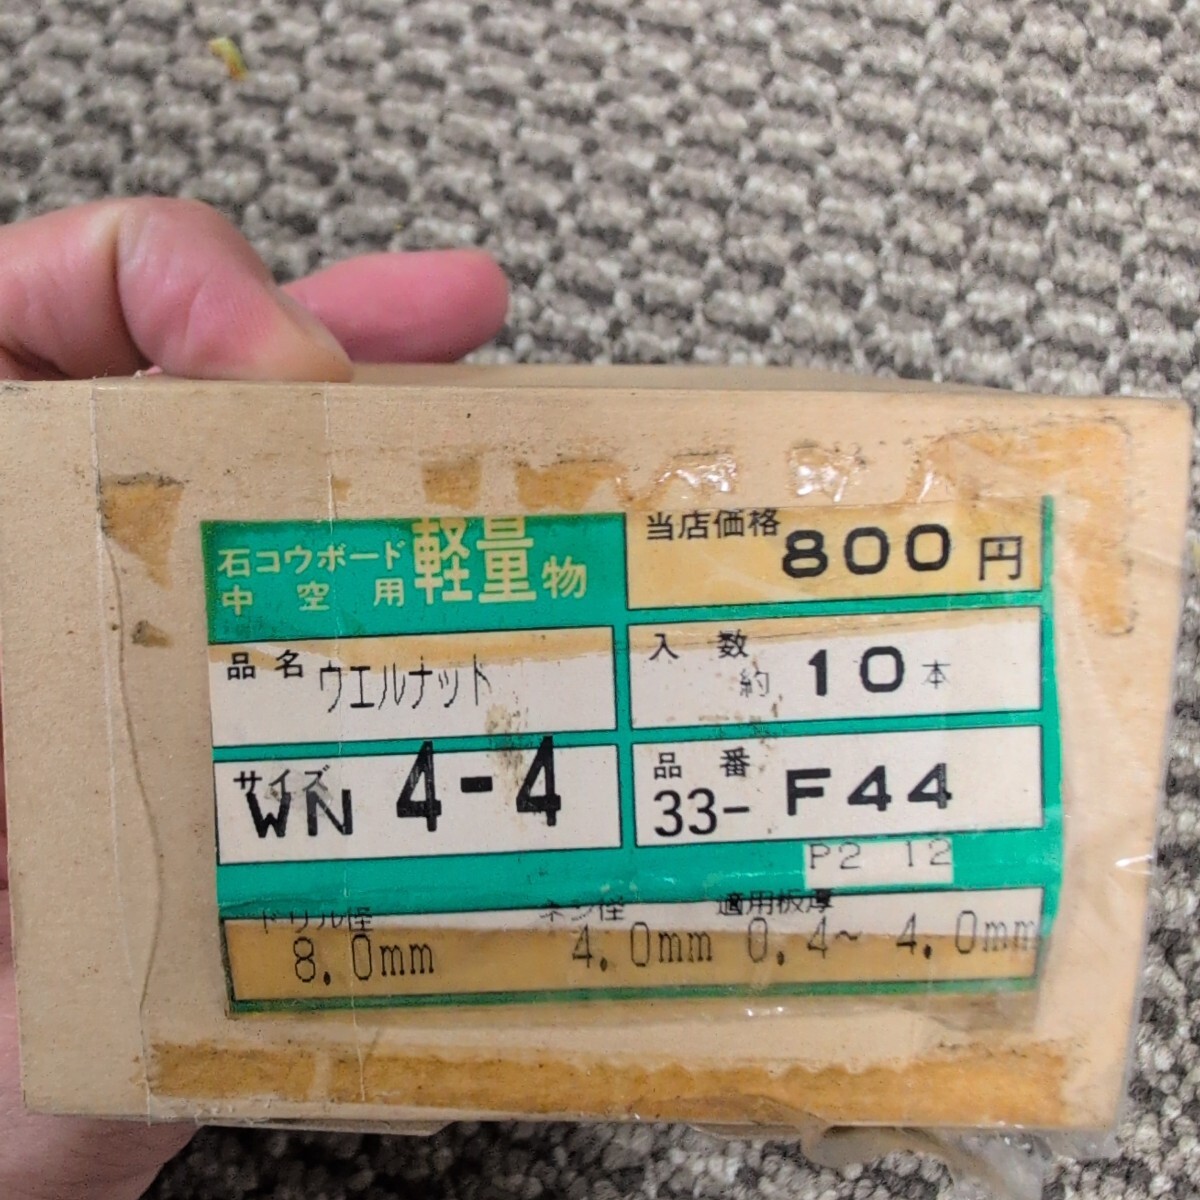 石コウボード
中空用
軽量物
当店価格
800円
品名 ウエルナット
入数
約 10本
サイズ
WN 4-4
品番
33-F44
P2 12
ドリル径 ネジ径 適用板厚
8.0mm 4.0mm 0.4~ 4.0mm